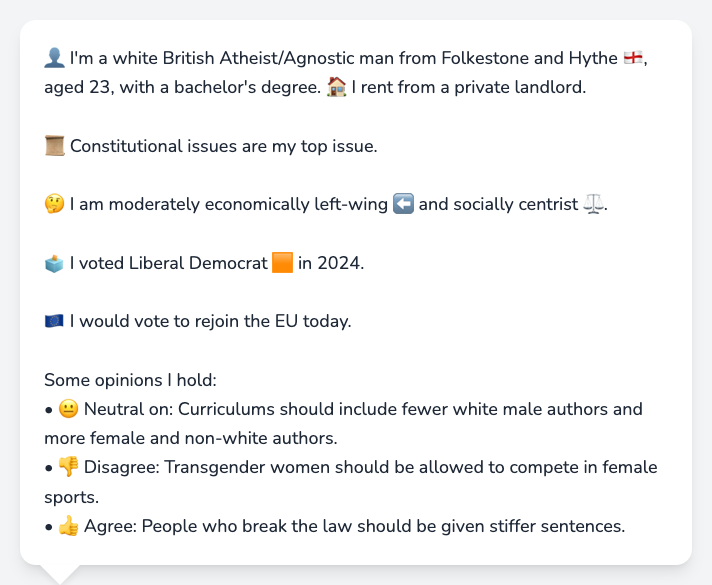 👤 I'm a white British Atheist/Agnostic man from Folkestone and Hythe 🏴󠁧󠁢󠁥󠁮󠁧󠁿,
aged 23, with a bachelor's degree. 🏠 I rent from a private landlord.
📜 Constitutional issues are my top issue.
🤔 I am moderately economically left-wing ⬅️ and socially centrist ⚖️.
🗳️ I voted Liberal Democrat 🟧 in 2024.
🇪🇺 I would vote to rejoin the EU today.
Some opinions I hold:
• 😐 Neutral on: Curriculums should include fewer white male authors and
more female and non-white authors.
• 👎 Disagree: Transgender women should be allowed to compete in female
sports.
• 👍 Agree: People who break the law should be given stiffer sentences.